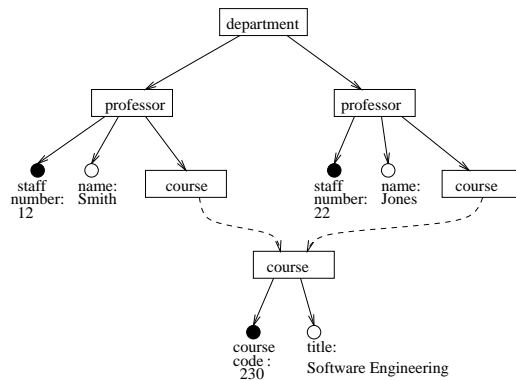 department
professor
professor
staff
number:
12
name:
Smith
course
staff
number:
22
name:
Jones
course
course
course
code :
230
title:
Software Engineering